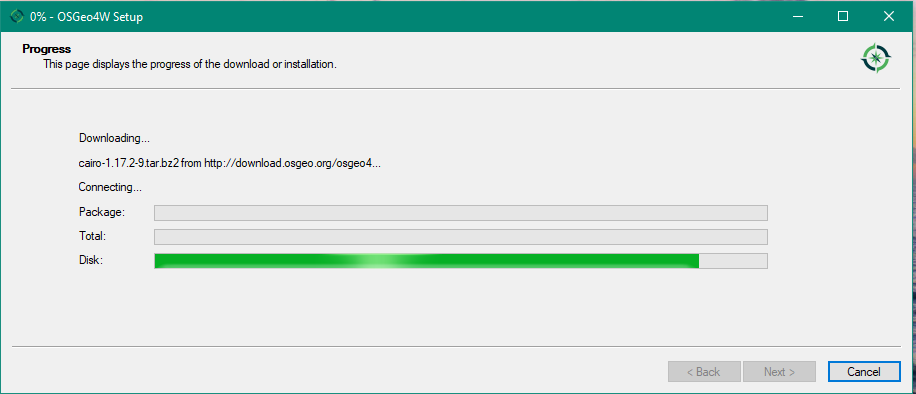 0% - OSGeo4W Setup
Progress
This page displays the progress of the download or installation.
Downloading...
cairo-1.17.2-9.tar.bz2 from http://download.osgeo.org/osgeo4...
Connecting...
Package:
Total:
Disk:
< Back
Next >
Cancel